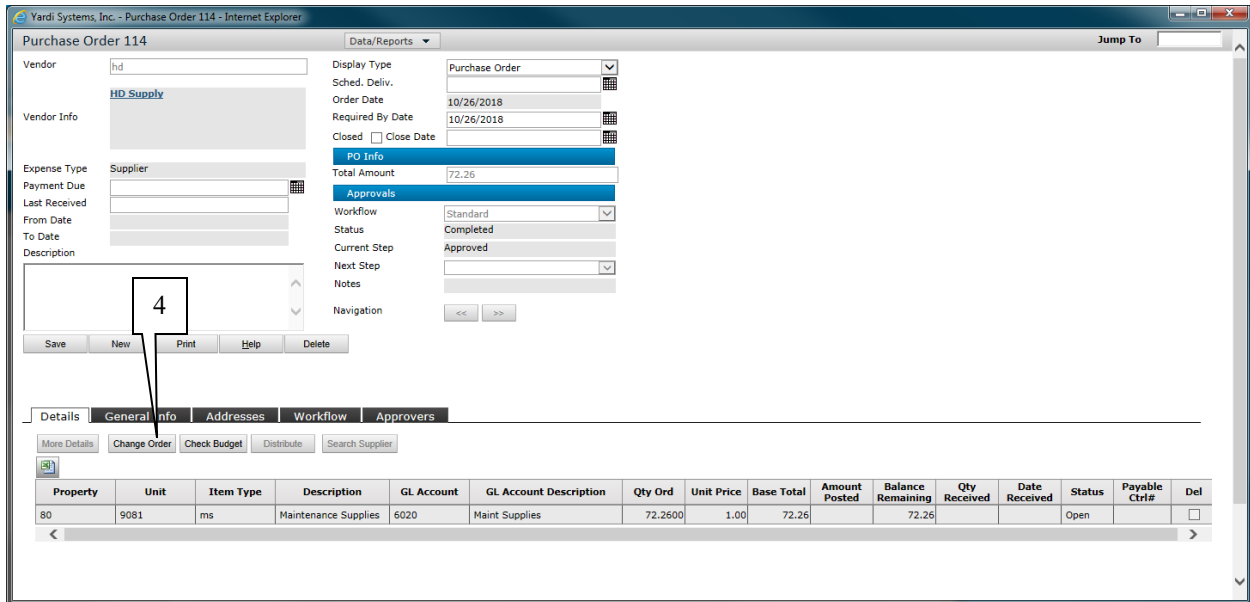 Yardi Systems, Inc. - Purchase Order 114 - Internet Explorer
Purchase Order 114
Data/Reports
Jump To
Vendor
hd
HD Supply
Vendor Info
Expense Type Supplier
Payment Due
Last Received
From Date
To Date
Description
Display Type Purchase Order
Sched. Deliv.
Order Date 10/26/2018
Required By Date 10/26/2018
Closed Close Date
PO Info
Total Amount 72.26
Approvals
Workflow Standard
Status Completed
Current Step Approved
Next Step
Notes
Navigation << >>
4
Save New Print Help Delete
Details General Info Addresses Workflow Approvers
More Details Change Order Check Budget Distribute Search Supplier
Property Unit Item Type Description GL Account GL Account Description Qty Ord Unit Price Base Total Amount Posted Balance Remaining Qty Received Date Received Status Payable Ctrl# Del
80 9081 ms Maintenance Supplies 6020 Maint Supplies 72.2600 1.00 72.26 72.26 Open